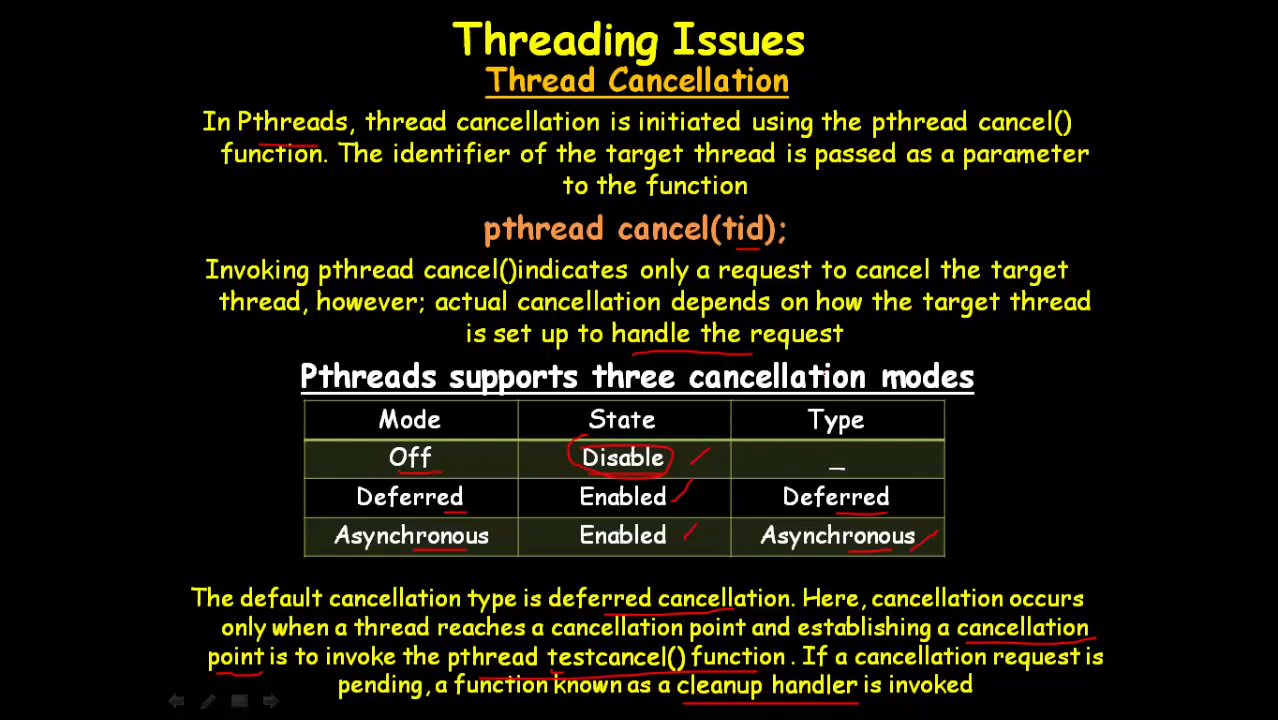 Threading Issues
Thread Cancellation
In Pthreads, thread cancellation is initiated using the pthread cancel()
function. The identifier of the target thread is passed as a parameter
to the function
pthread cancel(tid);
Invoking pthread cancel()indicates only a request to cancel the target
thread, however; actual cancellation depends on how the target thread
is set up to handle the request
Pthreads supports three cancellation modes
Mode State Type
Off Disable _
Deferred Enabled Deferred
Asynchronous Enabled Asynchronous
The default cancellation type is deferred cancellation. Here, cancellation occurs
only when a thread reaches a cancellation point and establishing a cancellation
point is to invoke the pthread testcancel() function . If a cancellation request is
pending, a function known as a cleanup handler is invoked